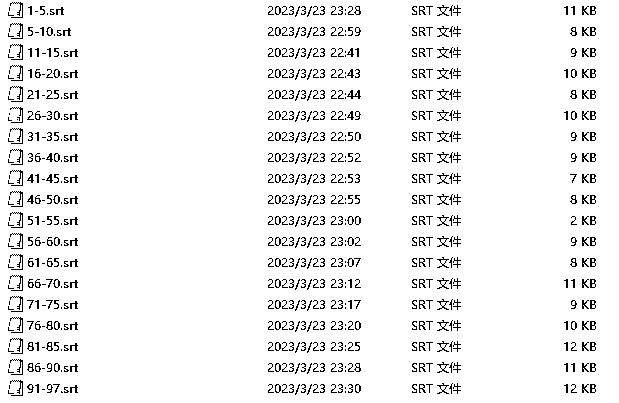 1-5.srt 2023/3/23 23:28 SRT 文件 11 KB
5-10.srt 2023/3/23 22:59 SRT 文件 8 KB
11-15.srt 2023/3/23 22:41 SRT 文件 9 KB
16-20.srt 2023/3/23 22:43 SRT 文件 10 KB
21-25.srt 2023/3/23 22:44 SRT 文件 8 KB
26-30.srt 2023/3/23 22:49 SRT 文件 10 KB
31-35.srt 2023/3/23 22:50 SRT 文件 9 KB
36-40.srt 2023/3/23 22:52 SRT 文件 9 KB
41-45.srt 2023/3/23 22:53 SRT 文件 7 KB
46-50.srt 2023/3/23 22:55 SRT 文件 8 KB
51-55.srt 2023/3/23 23:00 SRT 文件 2 KB
56-60.srt 2023/3/23 23:02 SRT 文件 9 KB
61-65.srt 2023/3/23 23:07 SRT 文件 8 KB
66-70.srt 2023/3/23 23:12 SRT 文件 11 KB
71-75.srt 2023/3/23 23:17 SRT 文件 9 KB
76-80.srt 2023/3/23 23:20 SRT 文件 10 KB
81-85.srt 2023/3/23 23:25 SRT 文件 12 KB
86-90.srt 2023/3/23 23:28 SRT 文件 11 KB
91-97.srt 2023/3/23 23:30 SRT 文件 12 KB